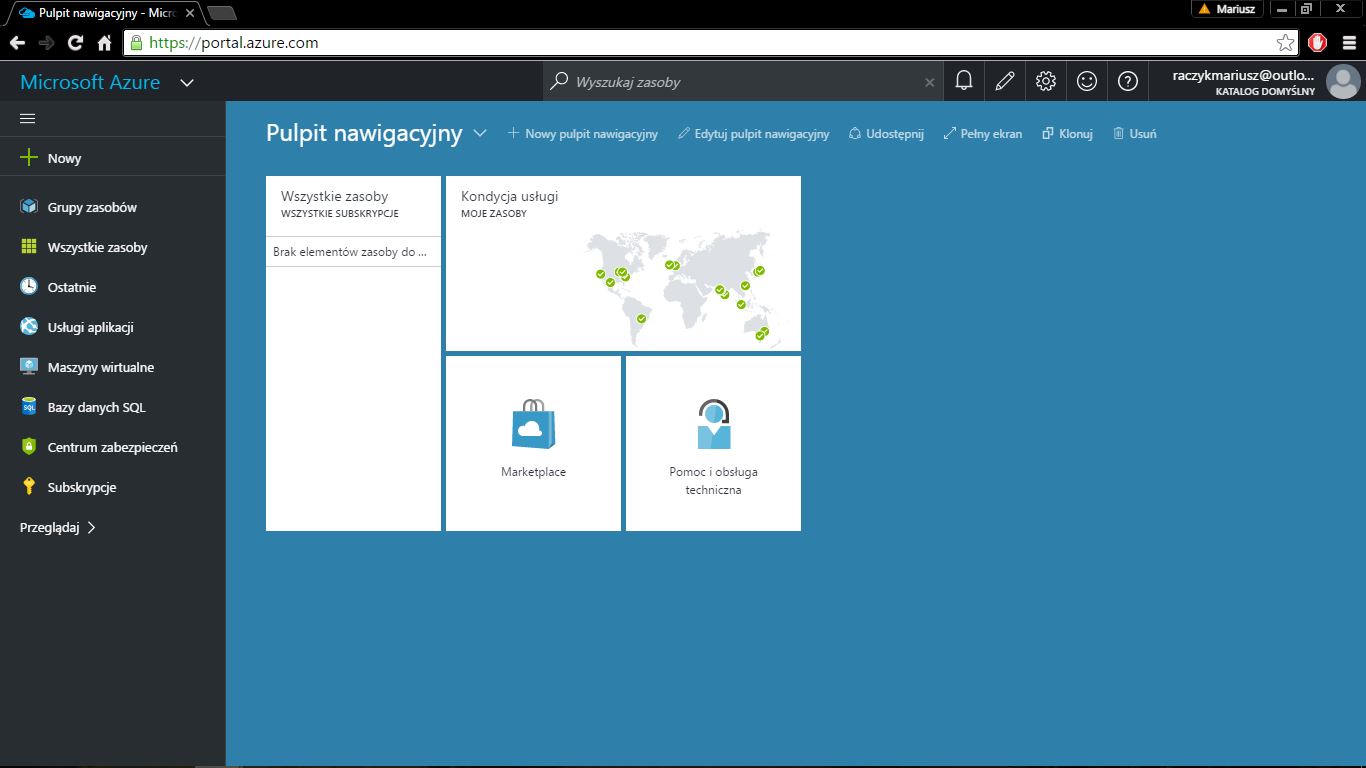 Pulpit nawigacyjny - Micr
Mariusz
https://portal.azure.com
Microsoft Azure
Wyszukaj zasoby
raczykmariusz@outlo...
KATALOG DOMYŚLNY
Pulpit nawigacyjny
Nowy pulpit nawigacyjny
Edytuj pulpit nawigacyjny
Udostępnij
Pełny ekran
Klonuj
Usuń
Nowy
Grupy zasobów
Wszystkie zasoby
Ostatnie
Usługi aplikacji
Maszyny wirtualne
SQL
Bazy danych SQL
Centrum zabezpieczeń
Subskrypcje
Przeglądaj
Wszystkie zasoby
WSZYSTKIE SUBSKRYPCJE
Brak elementów zasoby do ...
Kondycja usługi
MOJE ZASOBY
Marketplace
Pomoc i obsługa
techniczna